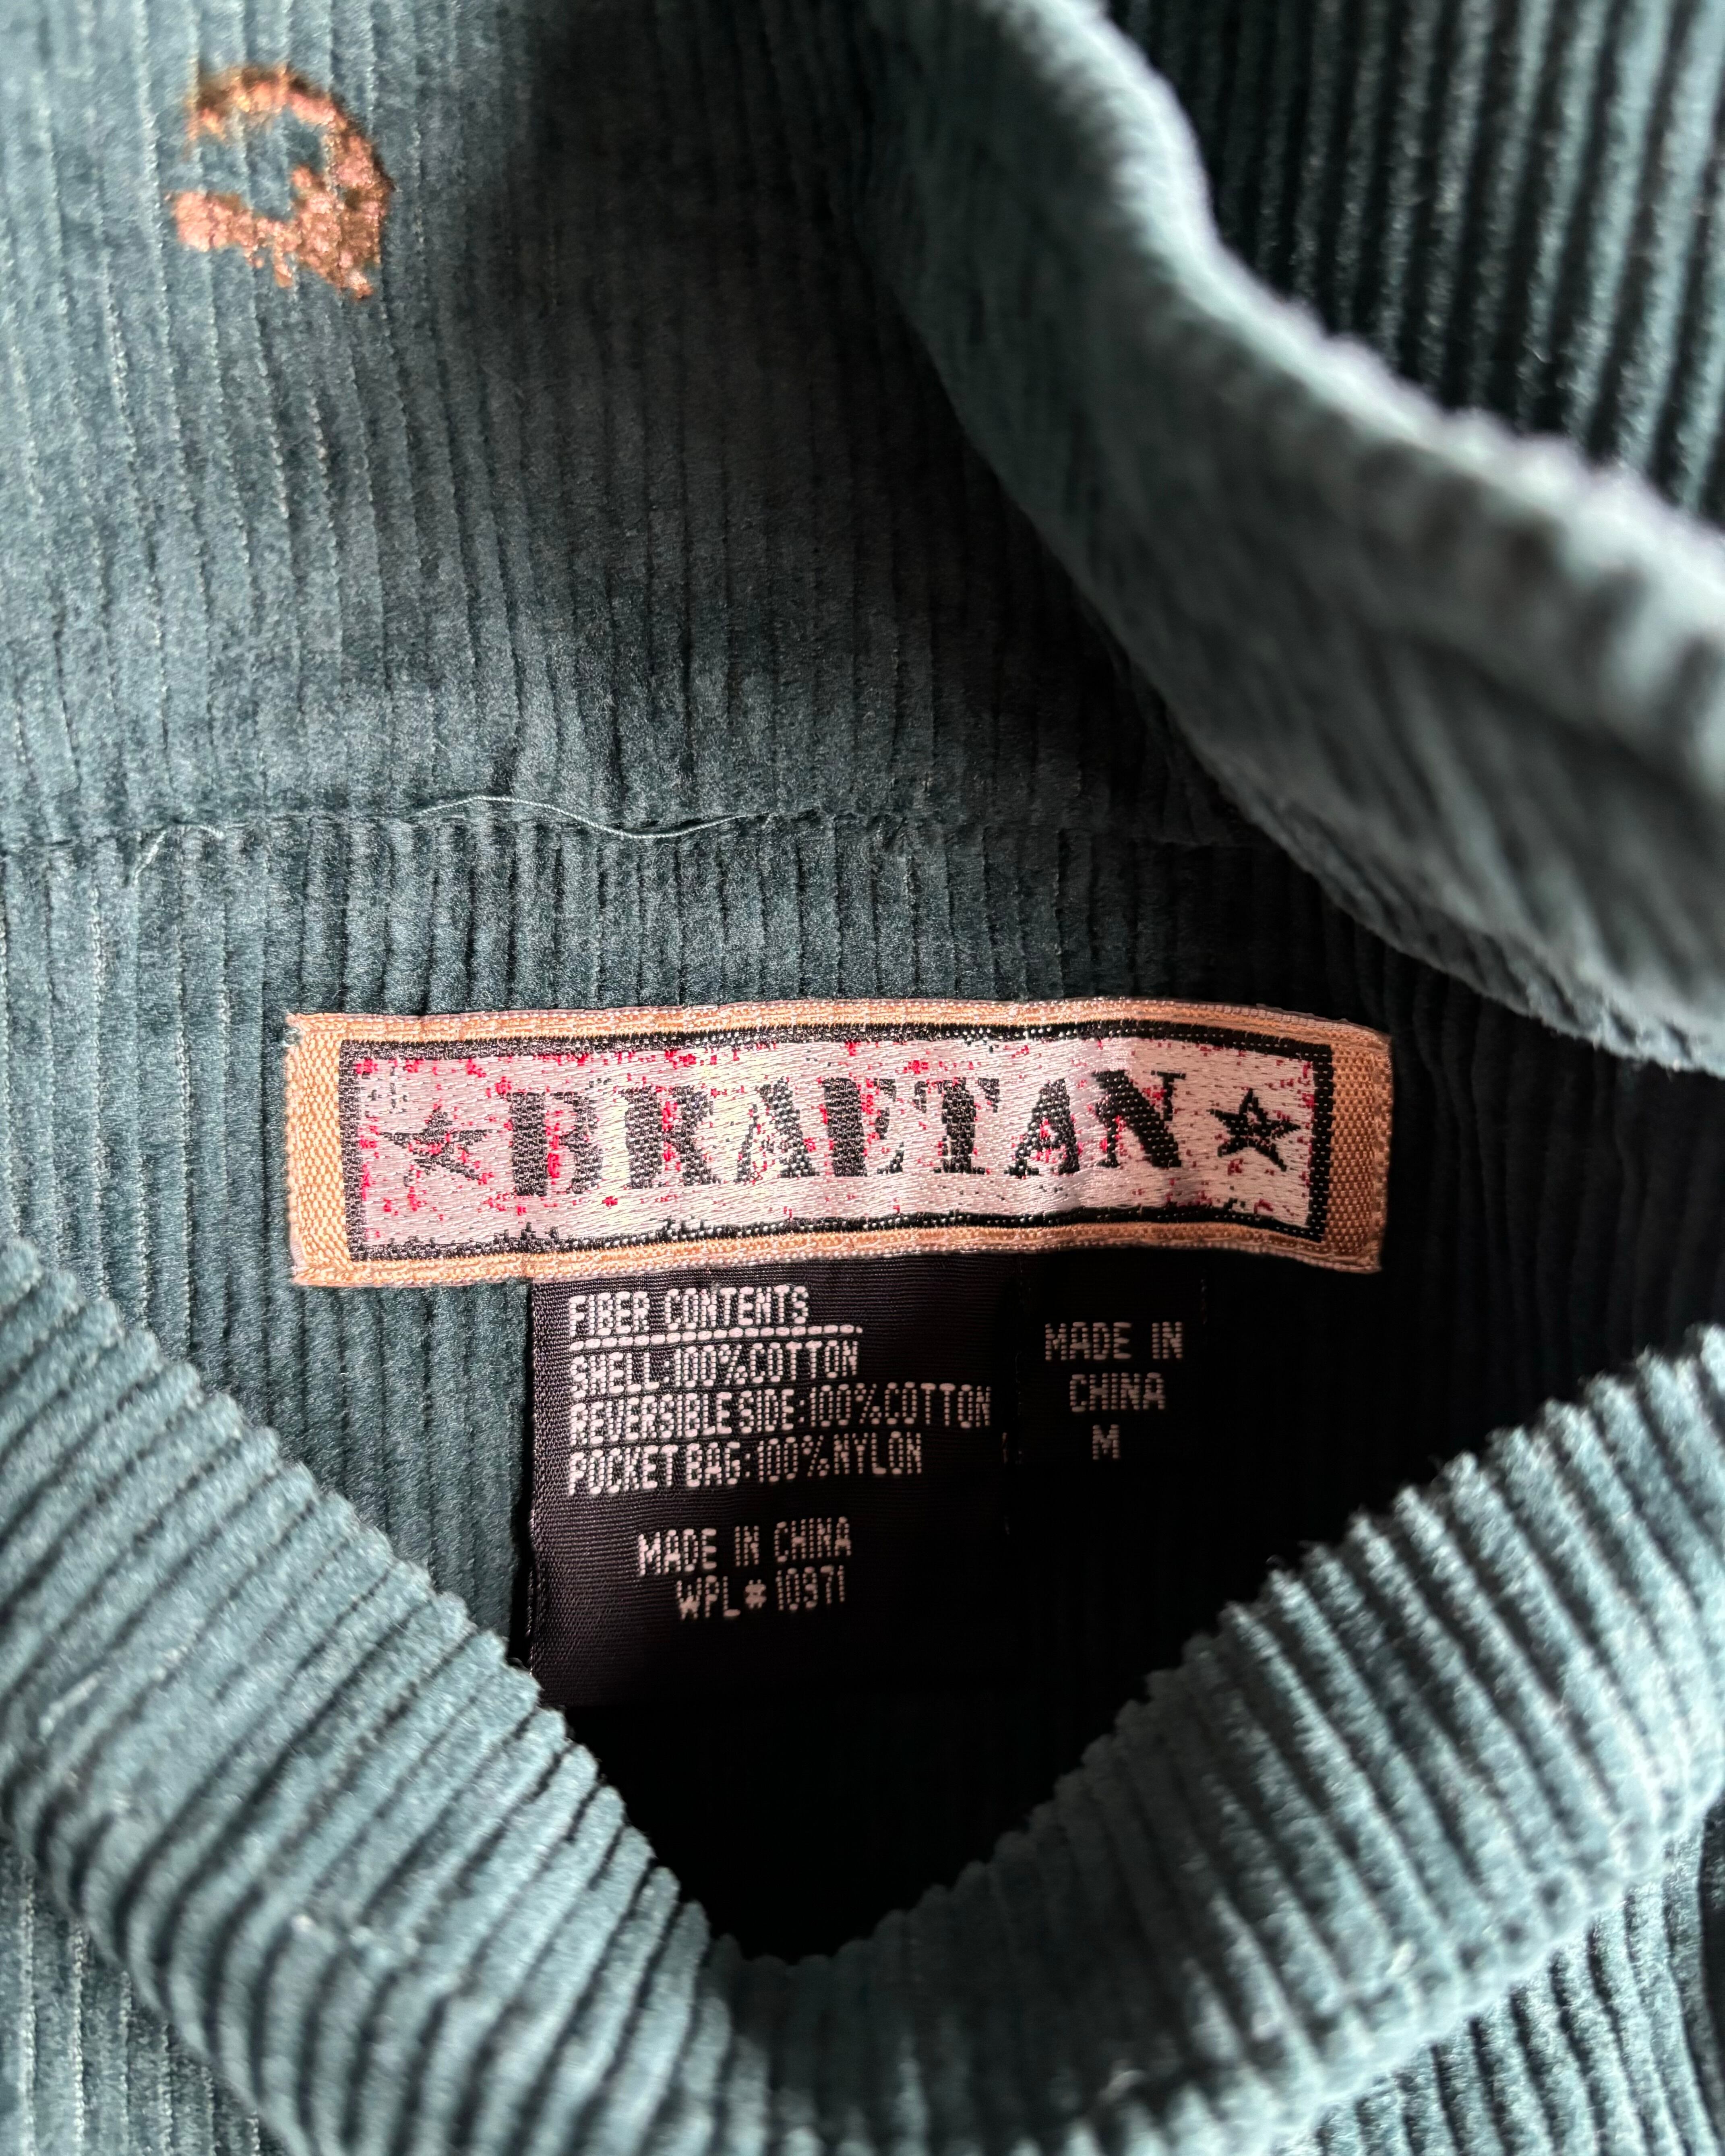 BRAETAN
FIBER CONTENTS
SHELL:100%COTTON
REVERSIBLE SIDE:100%COTTON
POCKET BAG:100%NYLON
MADE IN CHINA
WPL#10371
MADE IN
CHINA
M